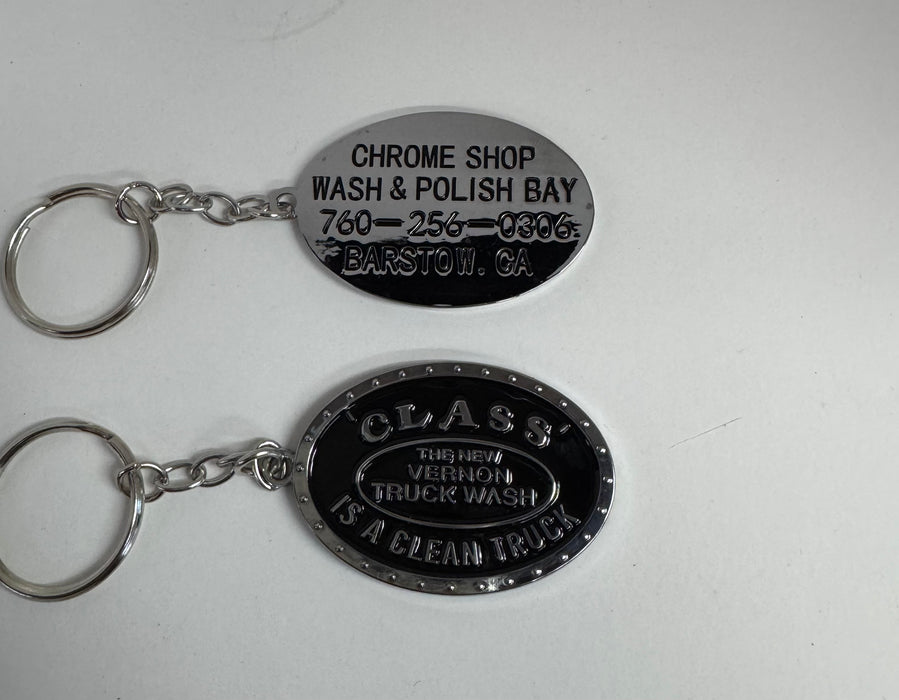 CHROME SHOP
WASH & POLISH BAY
760-256-0306
BARSTOW. CA
'CLASS'
THE NEW
VERNON
TRUCK WASH
IS A CLEAN TRUCK